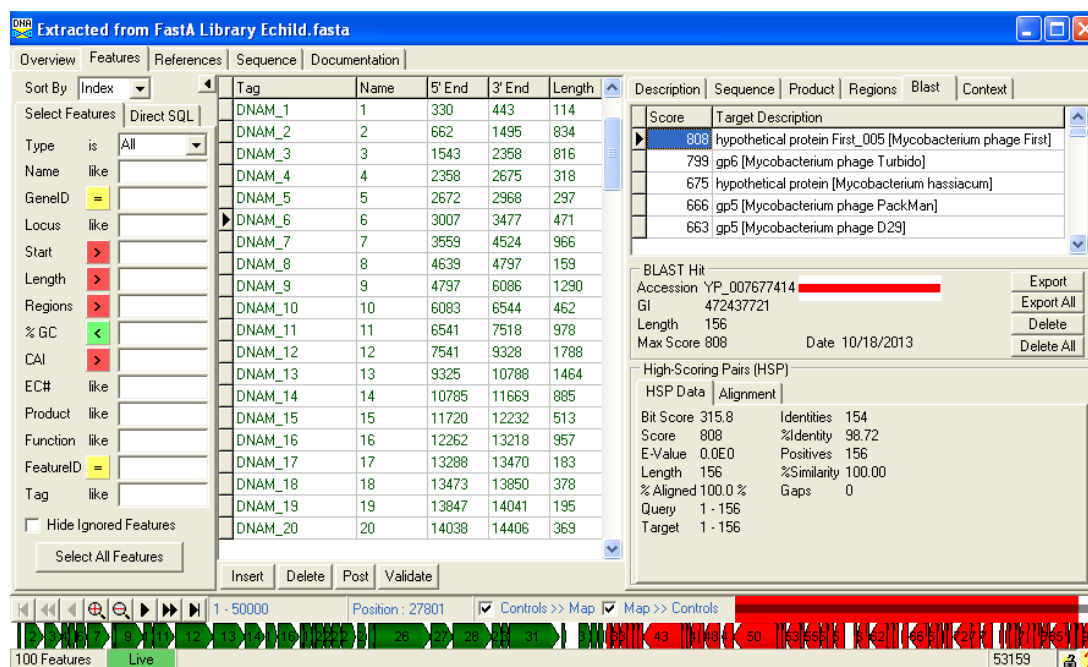 DNA Extracted from FastA Library Echild.fasta
Overview Features References Sequence Documentation
Sort By Index
Select Features Direct SQL
Type is All
Name like
GeneID =
Locus like
Start >
Length >
Regions >
% GC <
CAI >
EC# like
Product like
Function like
FeatureID =
Tag like
Hide Ignored Features
Select All Features
Tag Name 5' End 3' End Length
DNAM_1 1 330 443 114
DNAM_2 2 662 1495 834
DNAM_3 3 1543 2358 816
DNAM_4 4 2358 2675 318
DNAM_5 5 2672 2968 297
DNAM_6 6 3007 3477 471
DNAM_7 7 3559 4524 966
DNAM_8 8 4639 4797 159
DNAM_9 9 4797 6086 1290
DNAM_10 10 6083 6544 462
DNAM_11 11 6541 7518 978
DNAM_12 12 7541 9328 1788
DNAM_13 13 9325 10788 1464
DNAM_14 14 10785 11669 885
DNAM_15 15 11720 12232 513
DNAM_16 16 12262 13218 957
DNAM_17 17 13288 13470 183
DNAM_18 18 13473 13850 378
DNAM_19 19 13847 14041 195
DNAM_20 20 14038 14406 369
Insert Delete Post Validate
Description Sequence Product Regions Blast Context
Score Target Description
808 hypothetical protein First_005 [Mycobacterium phage First]
799 gp6 [Mycobacterium phage Turbido]
675 hypothetical protein [Mycobacterium hassiacum]
666 gp5 [Mycobacterium phage PackMan]
663 gp5 [Mycobacterium phage D29]
BLAST Hit
Accession YP_007677414
GI 472437721
Length 156
Max Score 808 Date 10/18/2013
Export
Export All
Delete
Delete All
High-Scoring Pairs (HSP)
HSP Data Alignment
Bit Score 315.8 Identities 154
Score 808 %Identity 98.72
E-Value 0.0E0 Positives 156
Length 156 %Similarity 100.00
% Aligned 100.0 % Gaps 0
Query 1 - 156
Target 1 - 156
1 - 50000 Position : 27801 Controls >> Map Map >> Controls
9 12 13 26 27 28 31 43 50
100 Features Live 53159